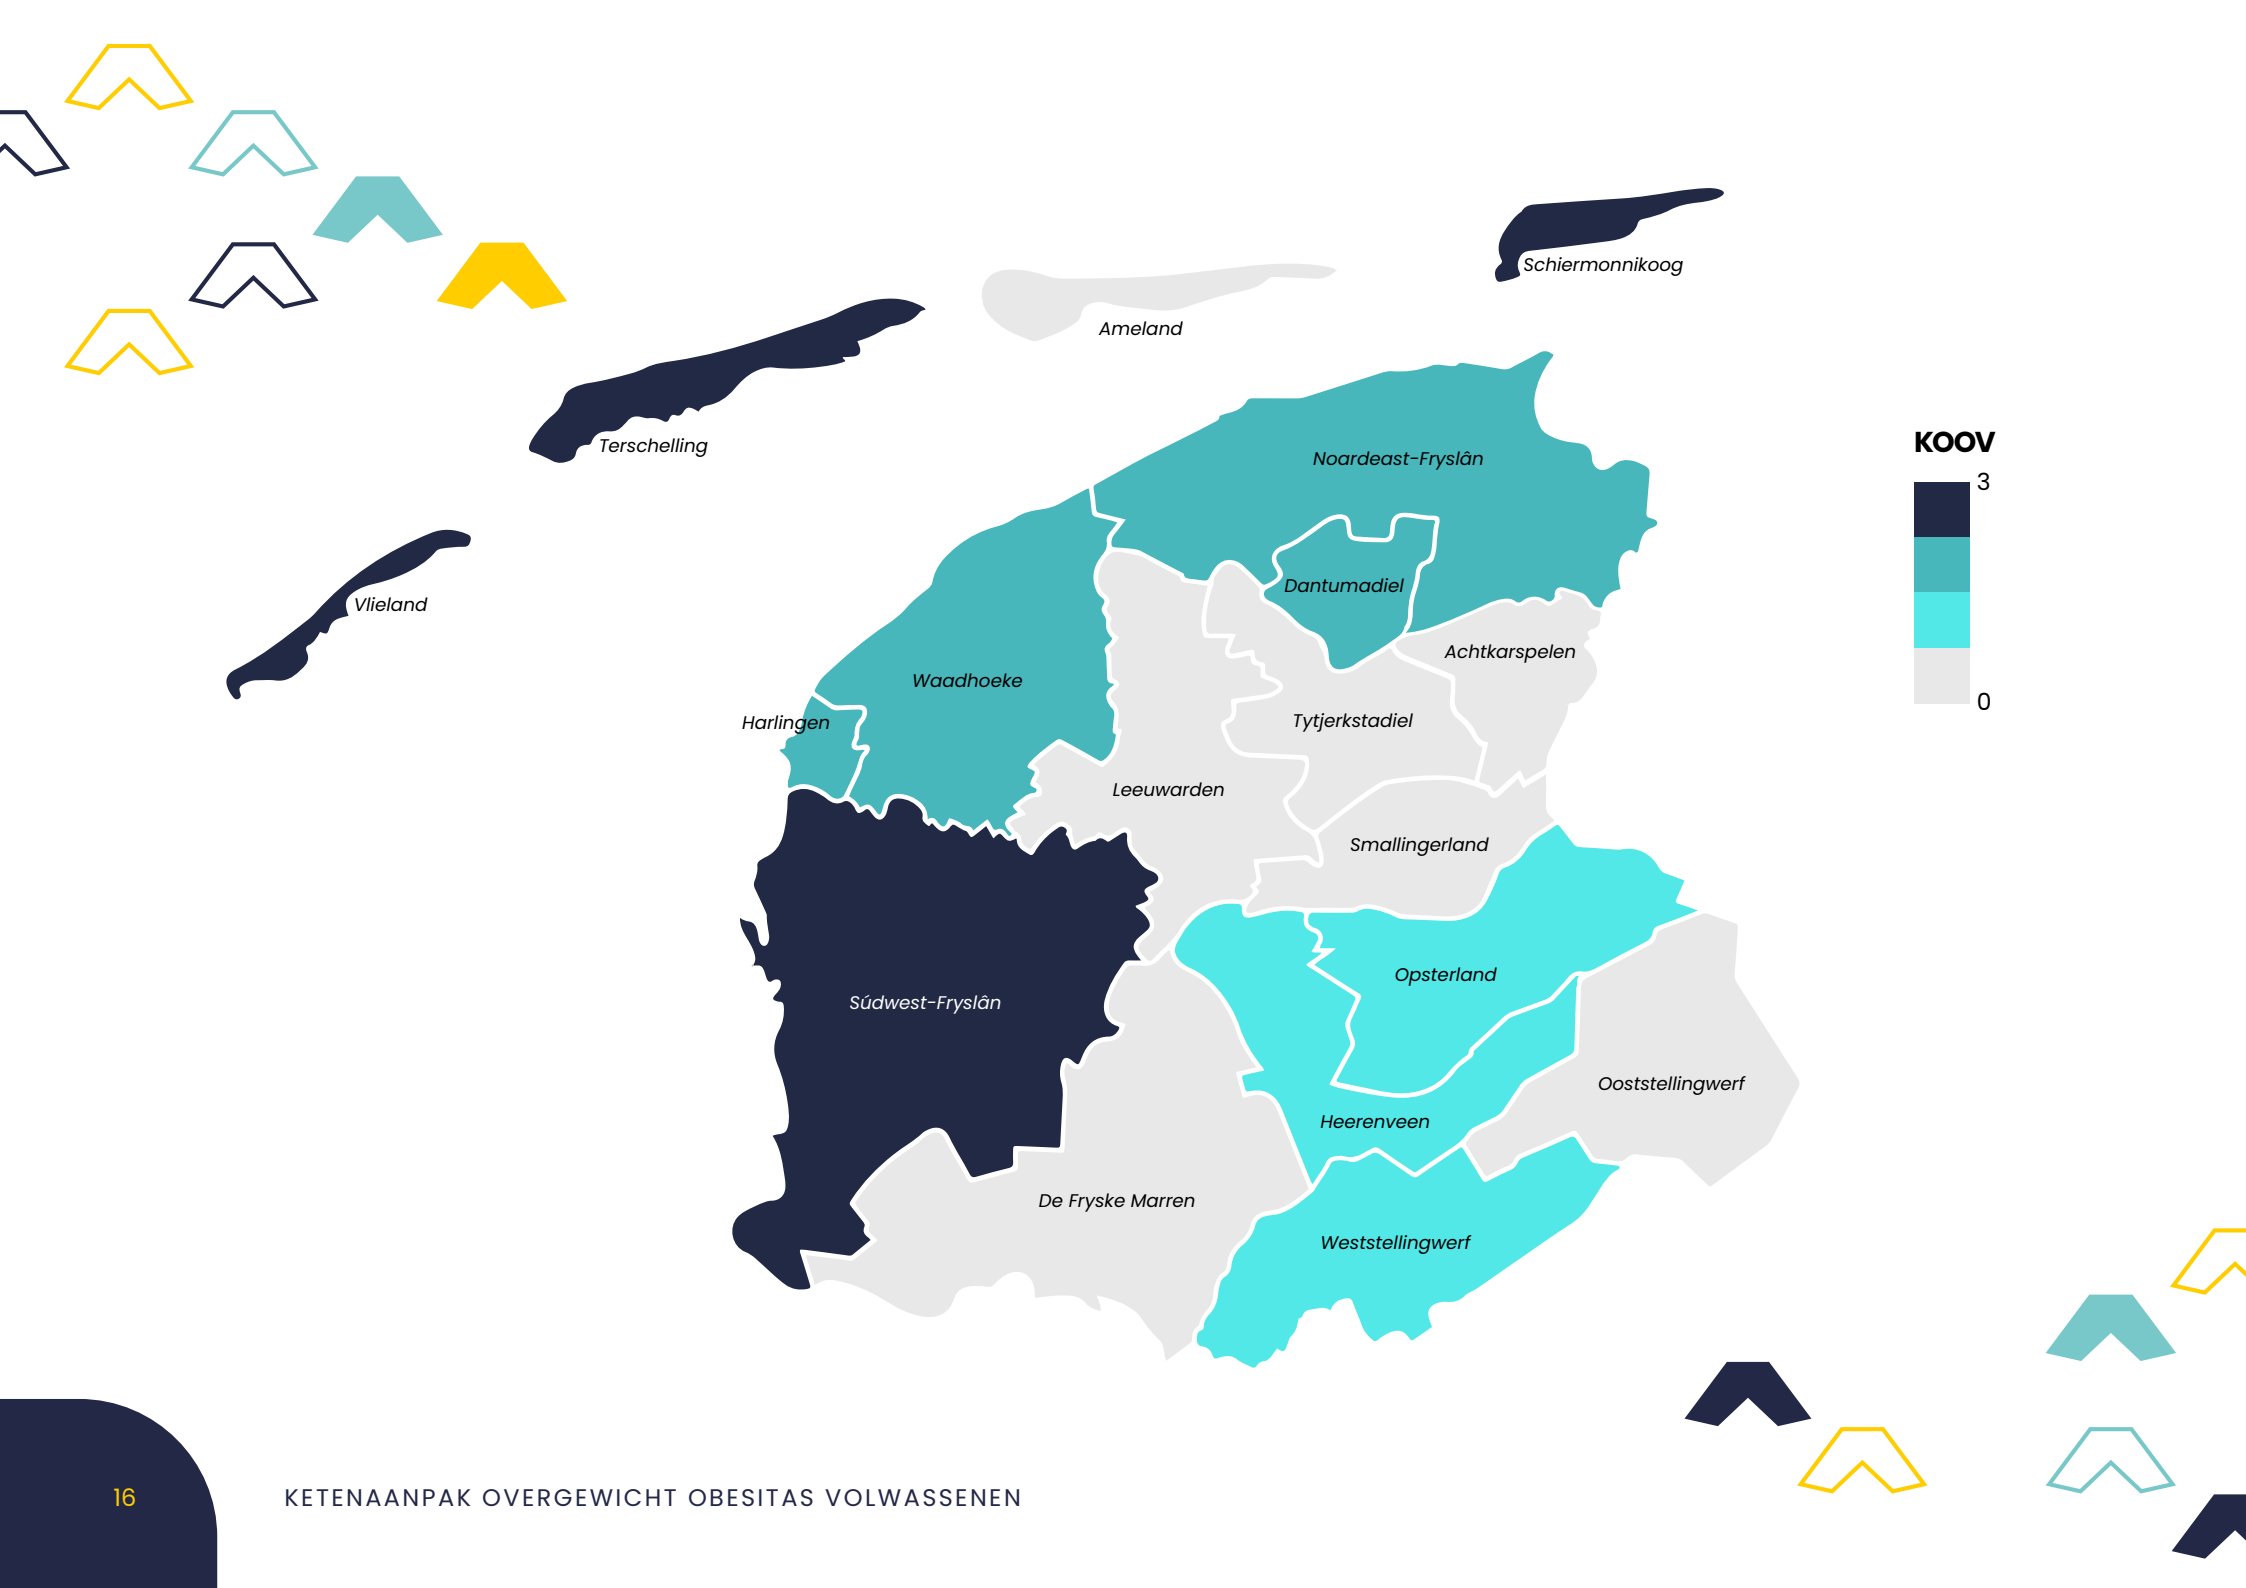 Schiermonnikoog
Ameland
Terschelling
KOOV
Noardeast-Fryslân
3
Dantumadiel
Vlieland
Achtkarspelen
Waadhoeke
0
Harlingen
Tytjerkstadiel
Leeuwarden
Smallingerland
Opsterland
Súdwest-Fryslân
Ooststellingwerf
Heerenveen
De Fryske Marren
Weststellingwerf
16
KETENAANPAK OVERGEWICHT OBESITAS VOLWASSENEN